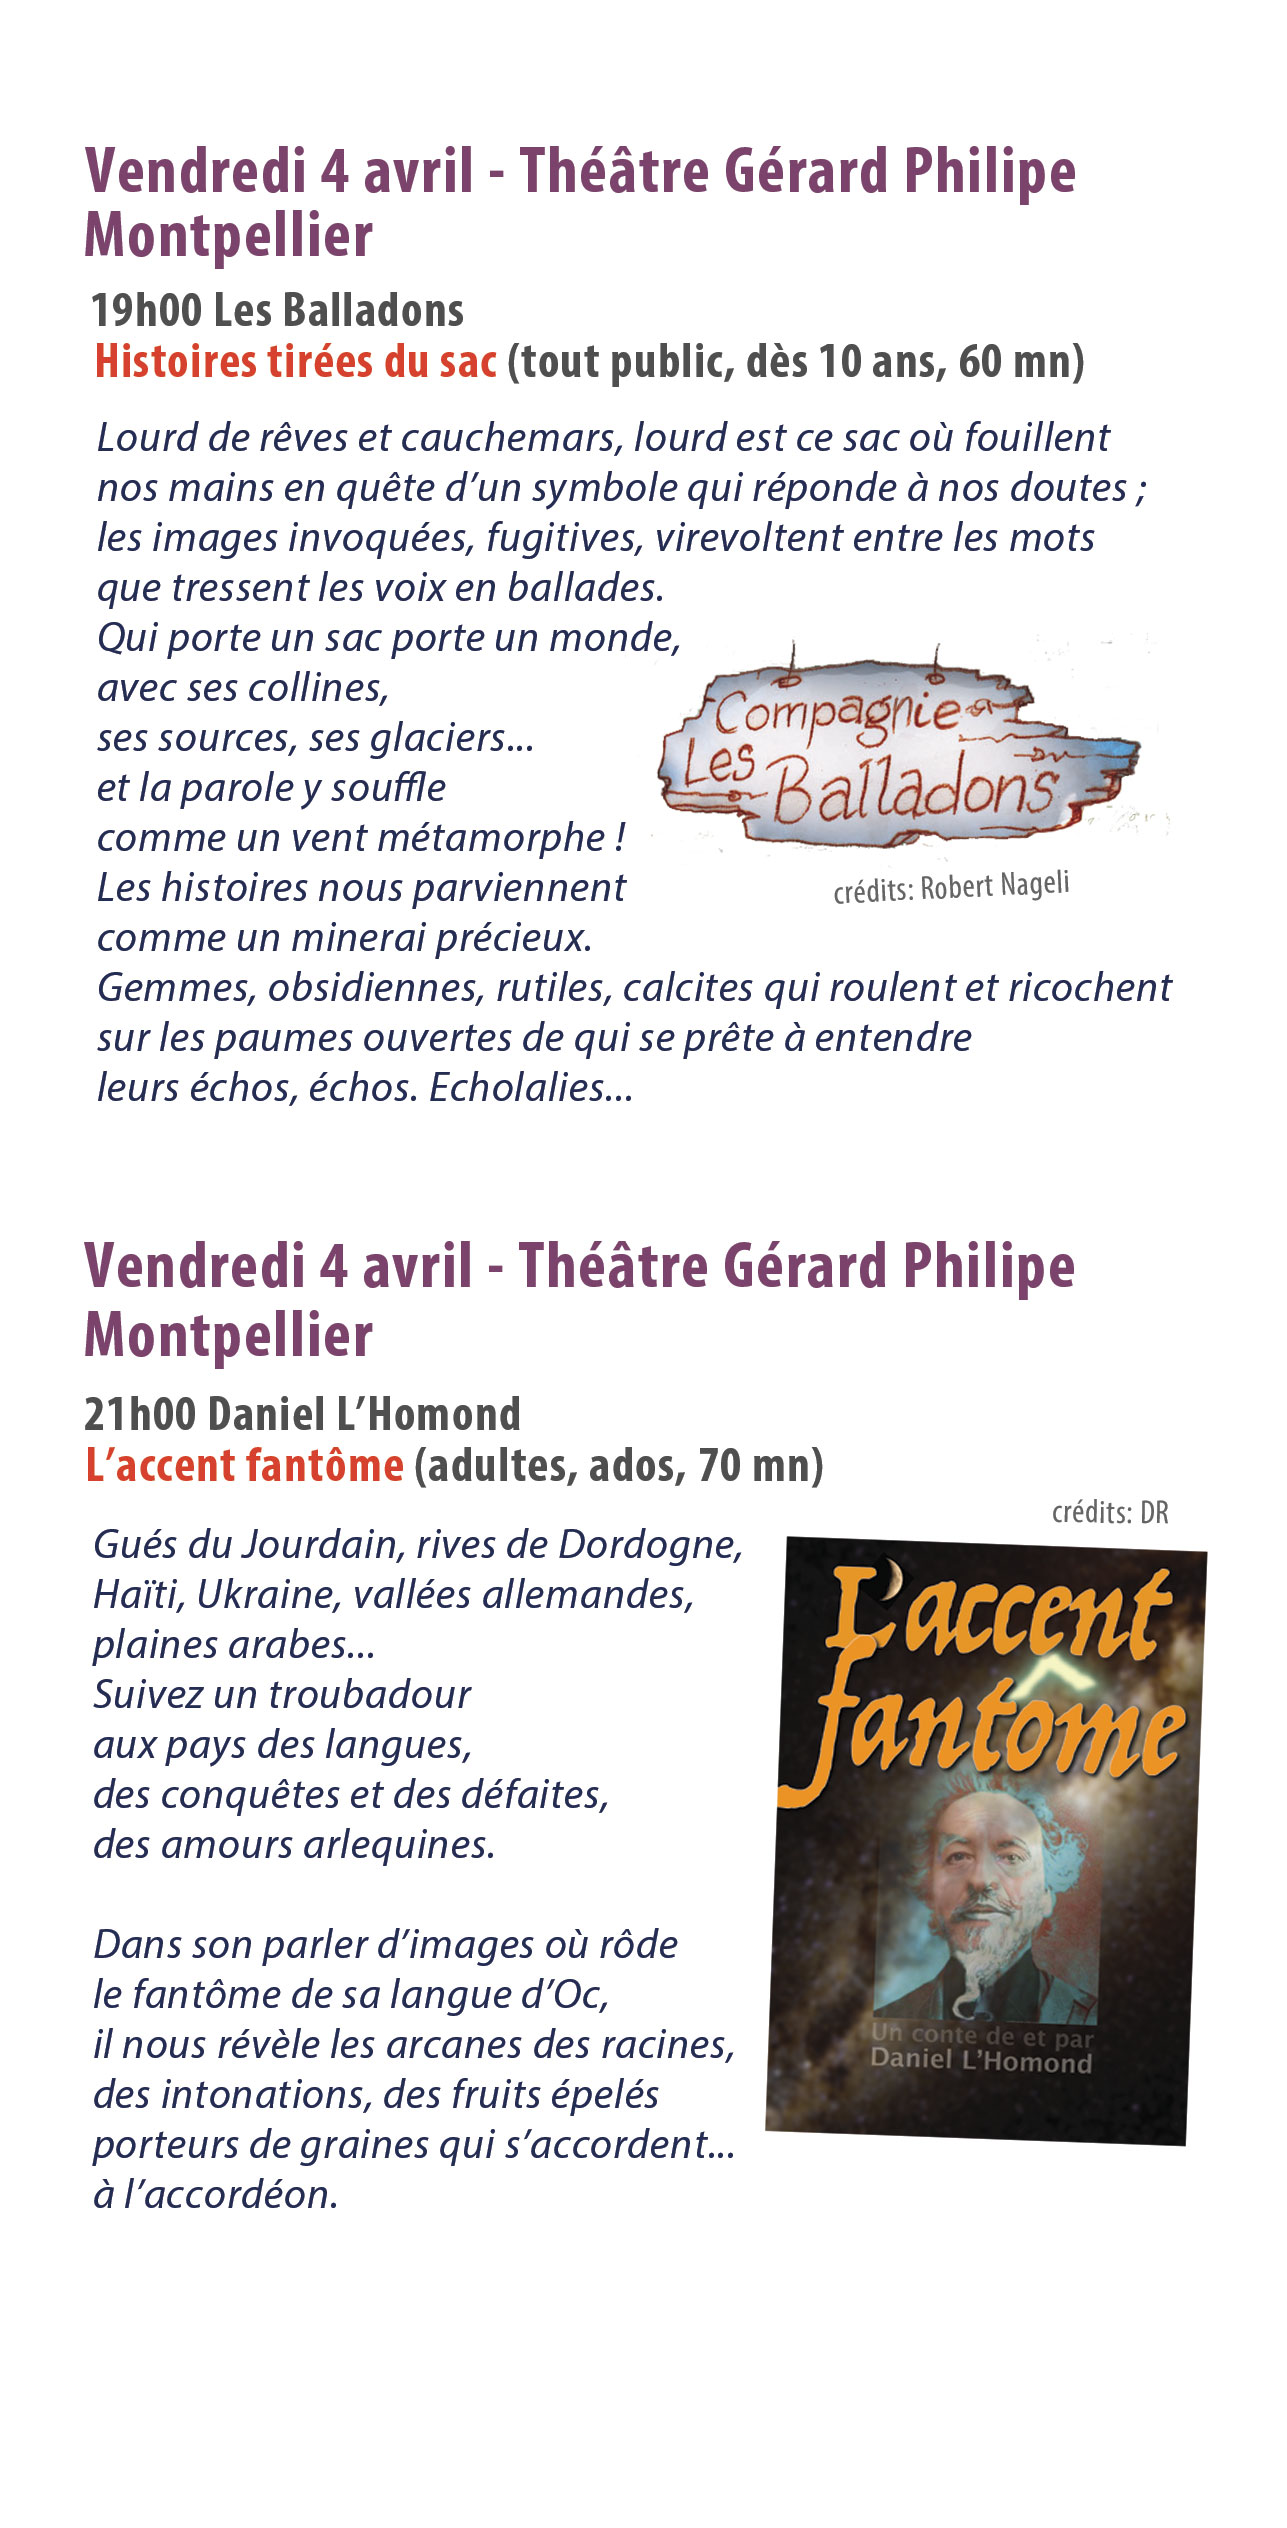 Vendredi 4 avril - Théâtre Gérard Philipe
Montpellier
19h00 Les Balladons
Histoires tirées du sac (tout public, dès 10 ans, 60 mn)
Lourd de rêves et cauchemars, lourd est ce sac où fouillent
nos mains en quête d’un symbole qui réponde à nos doutes ;
les images invoquées, fugitives, virevoltent entre les mots
que tressent les voix en ballades.
Qui porte un sac porte un monde,
avec ses collines,
ses sources, ses glaciers...
et la parole y souffle
comme un vent métamorphe !
Les histoires nous parviennent
comme un minerai précieux.
Gemmes, obsidiennes, rutiles, calcites qui roulent et ricochent
sur les paumes ouvertes de qui se prête à entendre
leurs échos, échos. Echolalies...
Compagnie
Les Balladons
crédits: Robert Nageli
Vendredi 4 avril - Théâtre Gérard Philipe
Montpellier
21h00 Daniel L’Homond
L’accent fantôme (adultes, ados, 70 mn)
Gués du Jourdain, rives de Dordogne,
Haïti, Ukraine, vallées allemandes,
plaines arabes...
Suivez un troubadour
aux pays des langues,
des conquêtes et des défaites,
des amours arlequines.
Dans son parler d’images où rôde
le fantôme de sa langue d’Oc,
il nous révèle les arcanes des racines,
des intonations, des fruits épelés
porteurs de graines qui s’accordent...
à l’accordéon.
crédits: DR
L'accent
fantôme
Un conte de et par
Daniel L'Homond